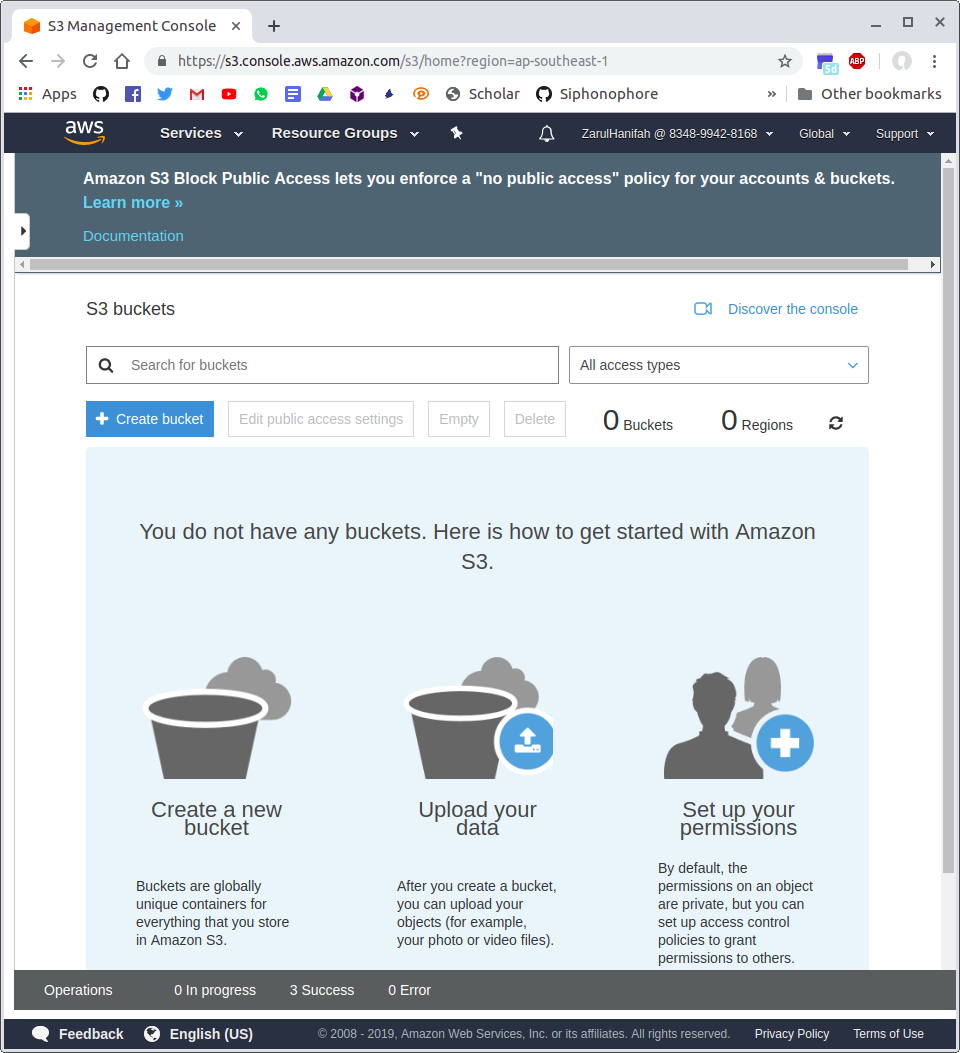 S3 Management Console
https://s3.console.aws.amazon.com/s3/home?region=ap-southeast-1
Sd
ABP
Apps
Scholar
Siphonophore
»
Other bookmarks
aws
Services
Resource Groups
ZarulHanifah @ 8348-9942-8168
Global
Support
Amazon S3 Block Public Access lets you enforce a "no public access" policy for your accounts & buckets.
Learn more »
Documentation
S3 buckets
Discover the console
Search for buckets
All access types
Create bucket
Edit public access settings
Empty
Delete
0 Buckets
0 Regions
You do not have any buckets. Here is how to get started with Amazon
S3.
Create a new
bucket
Buckets are globally
unique containers for
everything that you store
in Amazon S3.
Upload your
data
After you create a bucket,
you can upload your
objects (for example,
your photo or video files).
Set up your
permissions
By default, the
permissions on an object
are private, but you can
set up access control
policies to grant
permissions to others.
Operations
0 In progress
3 Success
0 Error
Feedback
English (US)
© 2008 - 2019, Amazon Web Services, Inc. or its affiliates. All rights reserved.
Privacy Policy
Terms of Use